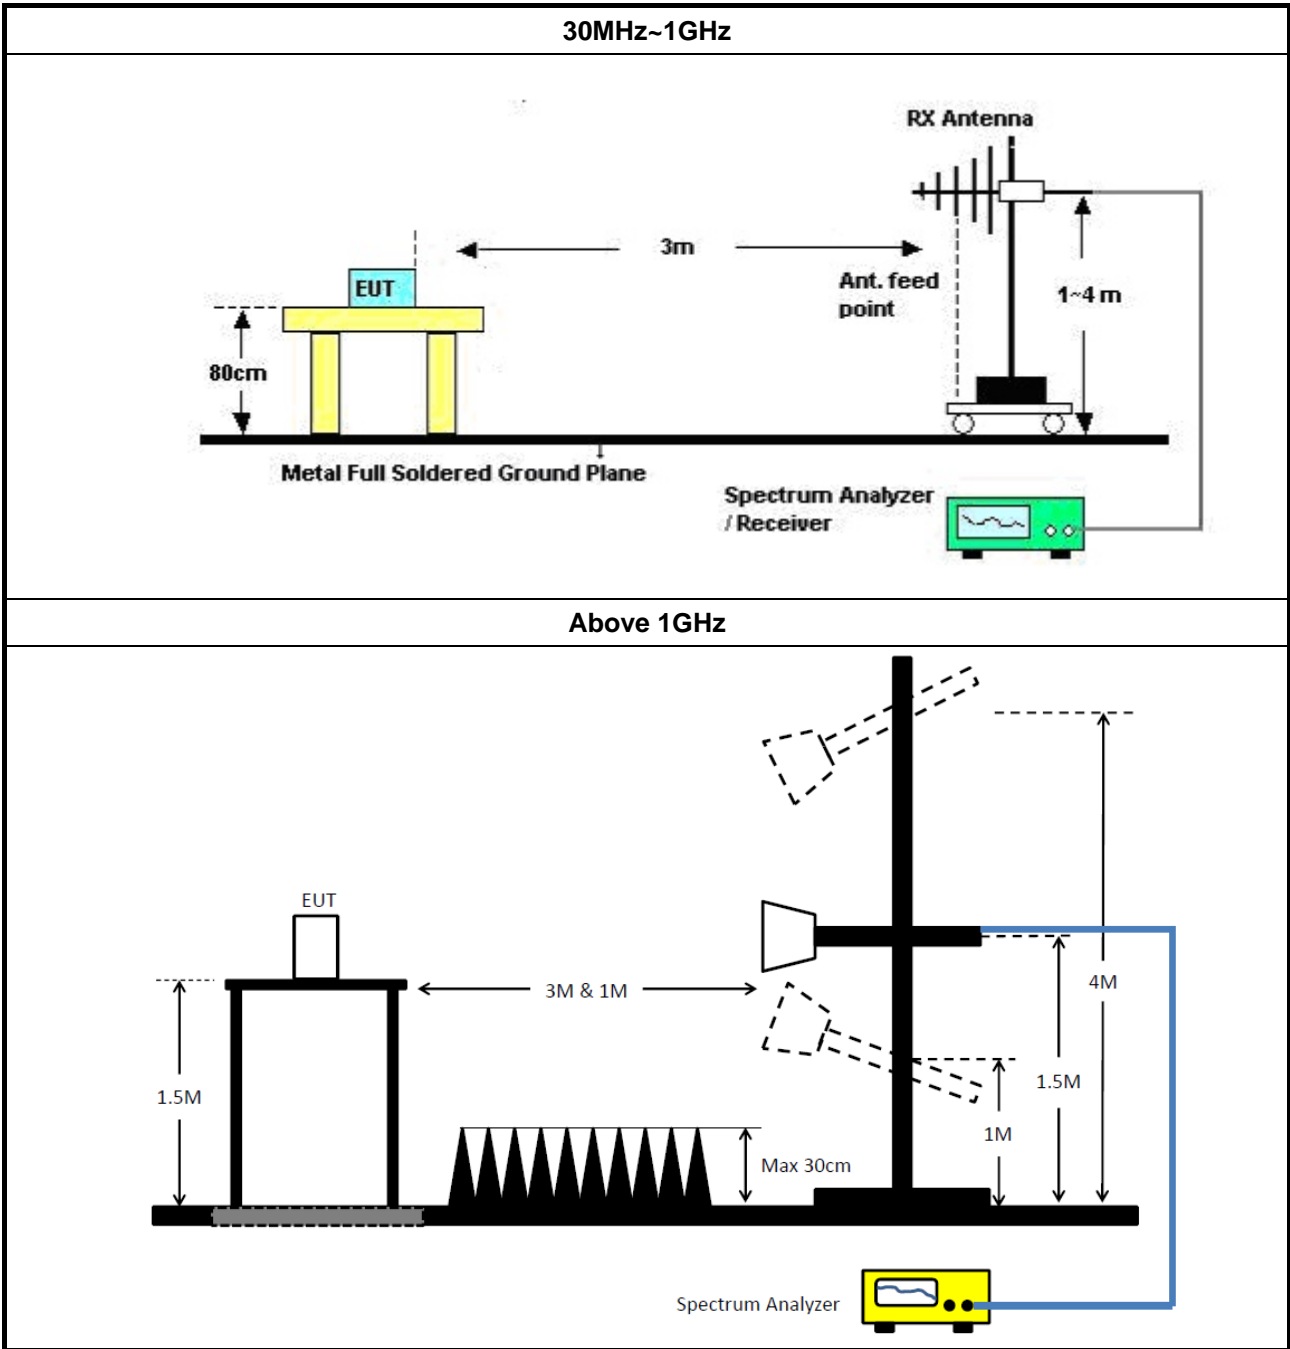 30MHz~1GHz
RX Antenna
3m
EUT
Ant. feed
point
1~4 m
80cm
Metal Full Soldered Ground Plane
Spectrum Analyzer
/ Receiver
Above 1GHz
EUT
3M & 1M
4M
1.5M
1.5M
1M
Max 30cm
Spectrum Analyzer